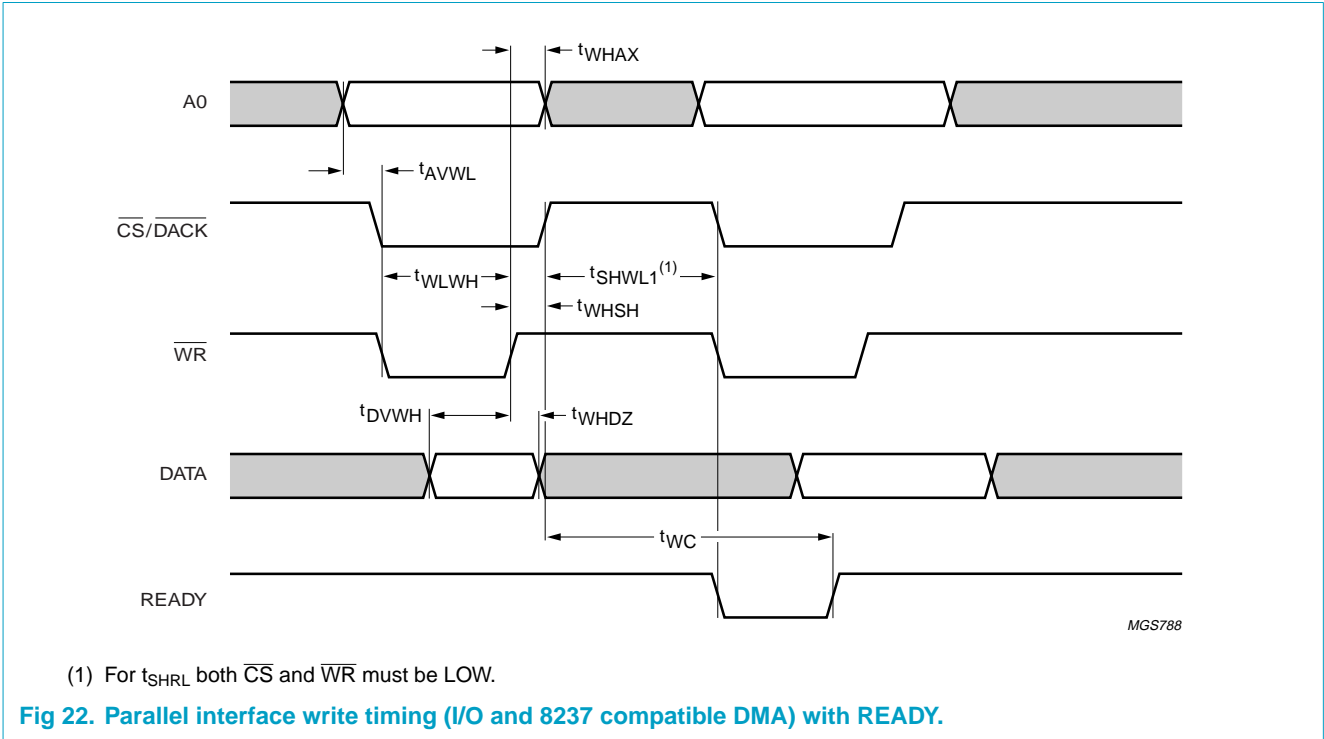 tWHAX
A0
tAVWL
CS/DACK
tWLWH
tSHWL1(1)
tWHSH
WR
tDVWH
tWHDZ
DATA
tWC
READY
MGS788
(1) For tSHRL both CS and WR must be LOW.
Fig 22. Parallel interface write timing (I/O and 8237 compatible DMA) with READY.